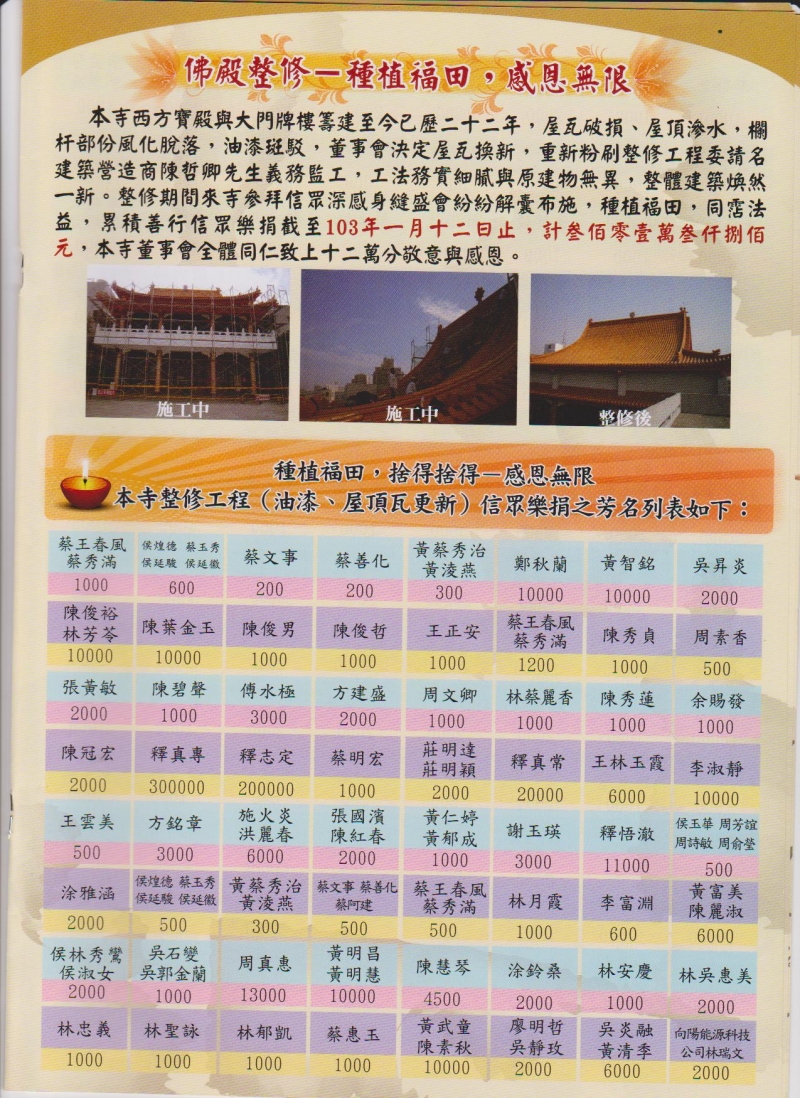 佛殿整修－種植福田，感恩無限
本寺西方寶殿與大門牌樓籌建至今已歷二十二年，屋瓦破損、屋頂滲水，欄
杆部份風化脫落，油漆斑駁，董事會決定屋瓦換新，重新粉刷整修工程委請名
建築營造商陳哲卿先生義務監工，工法務實細膩與原建物無異，整體建築煥然
一新。整修期間來寺參拜信眾深感身縫盛會紛紛解囊布施，種植福田，同霑法
益，累積善行信眾樂捐截至103年一月十二日止，計叄佰零壹萬叄仟捌佰
元，本寺董事會全體同仁致上十二萬分敬意與感恩。
施工中 施工中 整修後
種植福田，捨得捨得－感恩無限
本寺整修工程（油漆、屋頂瓦更新）信眾樂捐之芳名列表如下：
蔡王春風 侯煌德 蔡玉秀 蔡文事 蔡善化 黃蔡秀治 鄭秋蘭 黃智銘 吳昇炎
蔡秀滿 侯廷駿 侯廷徽 黃淩燕
1000 600 200 200 300 10000 10000 2000
陳俊裕 陳葉金玉 陳俊男 陳俊哲 王正安 蔡王春風 陳秀貞 周素香
林芳苓 蔡秀滿
10000 10000 1000 1000 1000 1200 1000 500
張黃敏 陳碧聲 傅水極 方建盛 周文卿 林蔡麗香 陳秀蓮 余賜發
2000 1000 3000 2000 1000 1000 1000 1000
陳冠宏 釋真專 釋志定 蔡明宏 莊明達 釋真常 王林玉霞 李淑靜
莊明穎
2000 300000 200000 1000 2000 20000 6000 10000
王雲美 方銘章 施火炎 張國濱 黃仁婷 謝玉瑛 釋悟澈 侯玉華 周芳誼
洪麗春 陳紅春 黃郁成 周詩敏 周俞瑩
500 3000 6000 2000 1000 3000 11000 500
涂雅涵 侯煌德 蔡玉秀 黃蔡秀治 蔡文事 蔡善化 蔡王春風 林月霞 李富淵 黃富美
侯廷駿 侯廷徽 黃淩燕 蔡阿建 蔡秀滿 陳麗淑
2000 500 300 500 500 1000 600 6000
侯林秀鸞 吳石變 周真惠 黃明昌 陳慧琴 涂鈴桑 林安慶 林吳惠美
侯淑女 吳郭金蘭 黃明慧
2000 1000 13000 10000 4500 2000 1000 2000
林忠義 林聖詠 林郁凱 蔡惠玉 黃武童 廖明哲 吳炎融 向陽能源科技
陳素秋 吳靜玫 黃清季 公司林瑞文
1000 1000 1000 1000 10000 2000 6000 2000